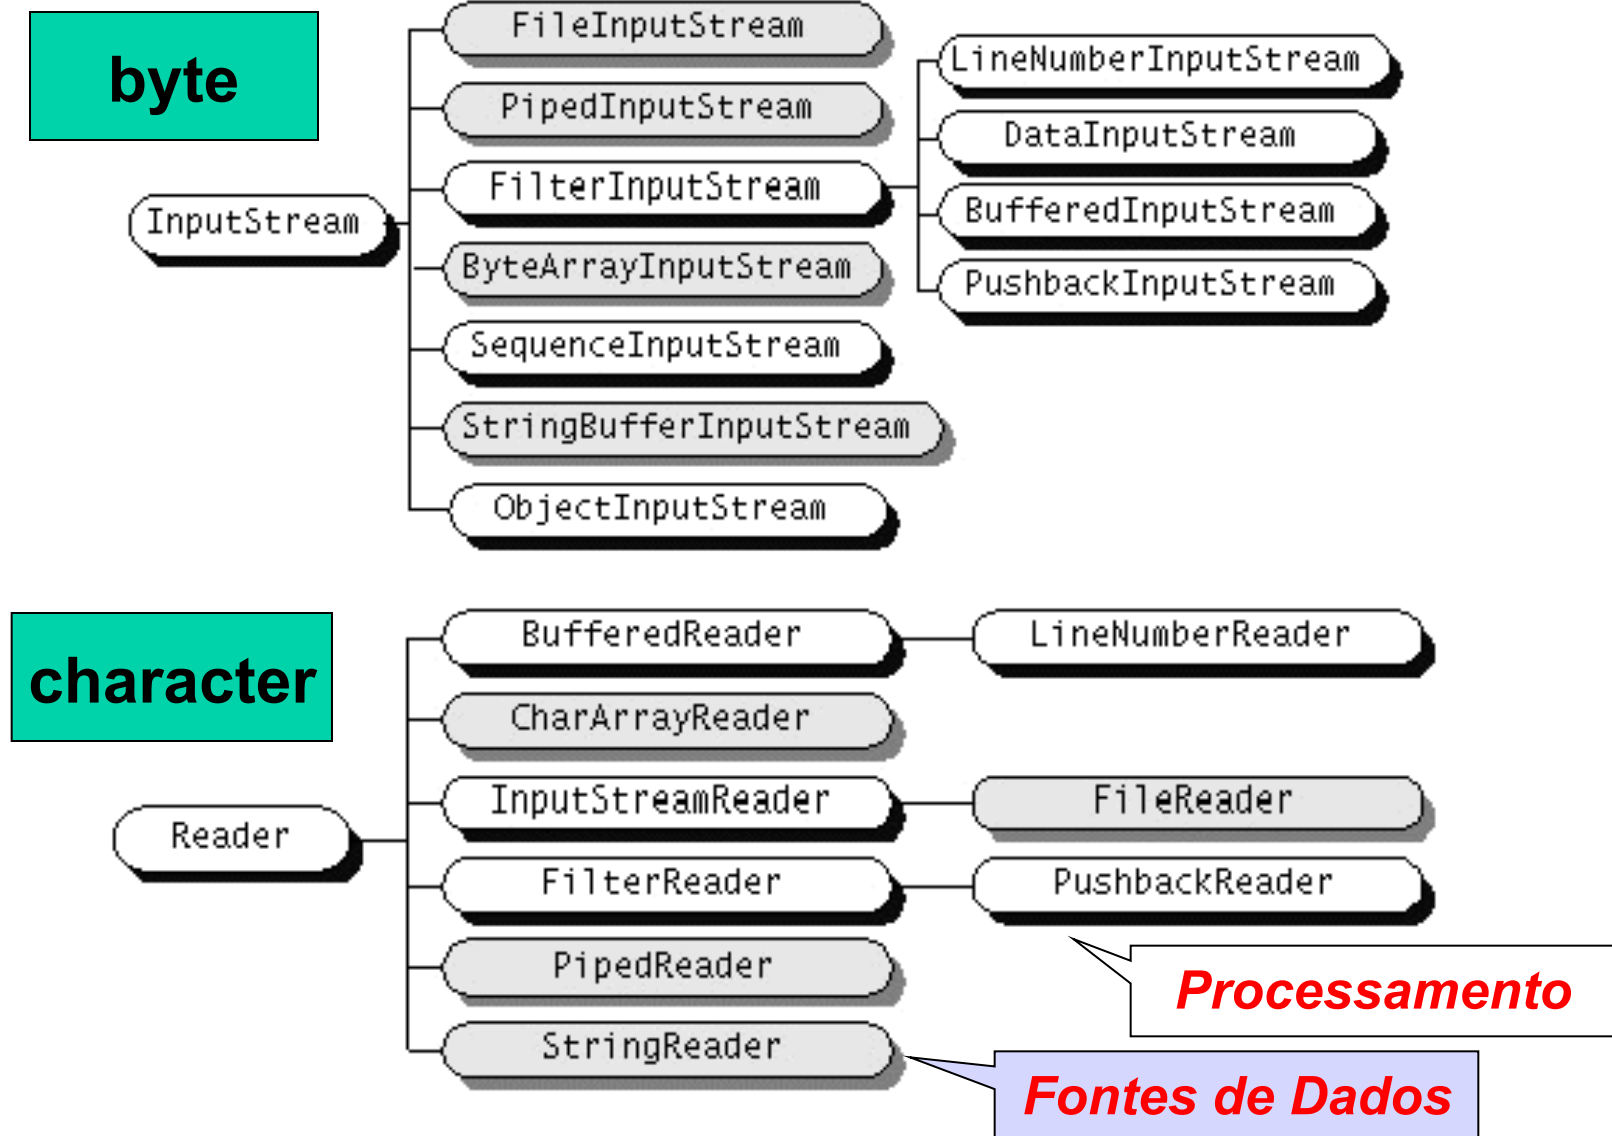 byte
FileInputStream
PipedInputStream
FilterInputStream
InputStream
ByteArrayInputStream
SequenceInputStream
StringBufferInputStream
ObjectInputStream
LineNumberInputStream
DataInputStream
BufferedInputStream
PushbackInputStream
character
BufferedReader
LineNumberReader
CharArrayReader
InputStreamReader
FileReader
Reader
FilterReader
PushbackReader
PipedReader
Processamento
StringReader
Fontes de Dados